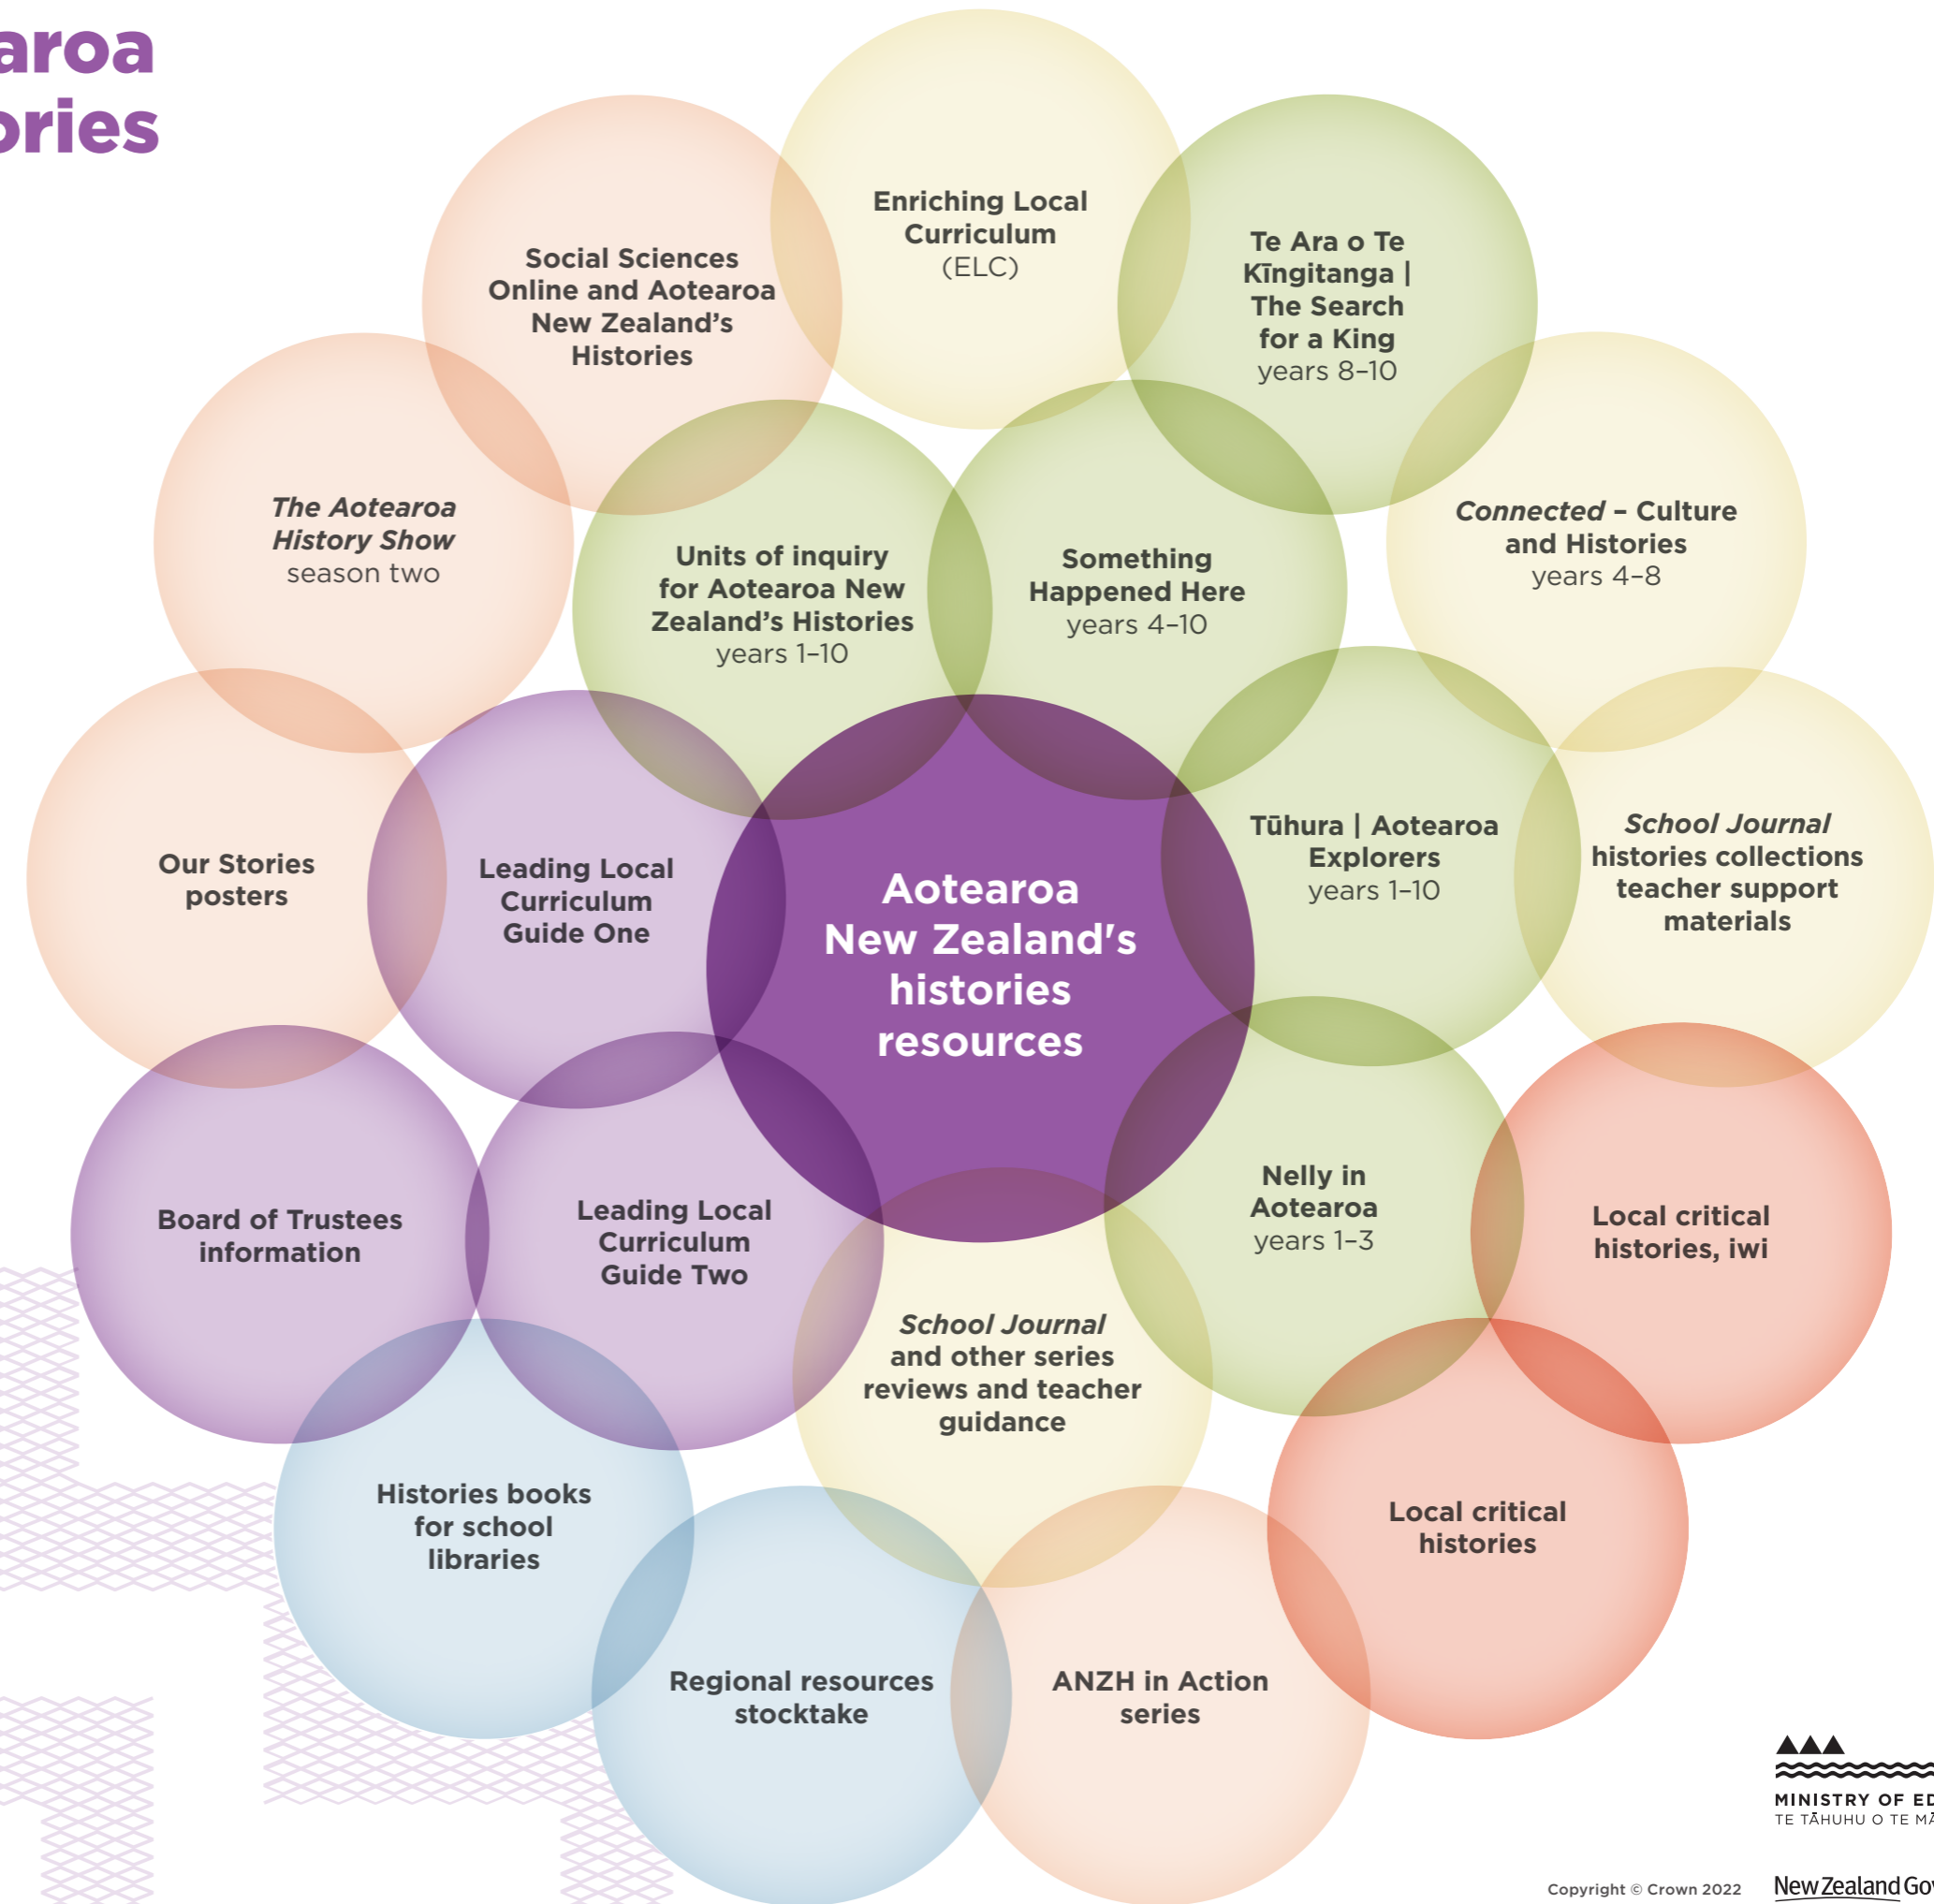 aroa
ories
Enriching Local
Curriculum
(ELC)
Social Sciences
Online and Aotearoa
New Zealand’s
Histories
Te Ara o Te
Kīngitanga |
The Search
for a King
years 8–10
The Aotearoa
History Show
season two
Units of inquiry
for Aotearoa New
Zealand’s Histories
years 1–10
Something
Happened Here
years 4–10
Connected – Culture
and Histories
years 4–8
Our Stories
posters
Leading Local
Curriculum
Guide One
Aotearoa
New Zealand's
histories
resources
Tūhura | Aotearoa
Explorers
years 1–10
School Journal
histories collections
teacher support
materials
Board of Trustees
information
Leading Local
Curriculum
Guide Two
Nelly in
Aotearoa
years 1–3
Local critical
histories, iwi
School Journal
and other series
reviews and teacher
guidance
Histories books
for school
libraries
Local critical
histories
Regional resources
stocktake
ANZH in Action
series
MINISTRY OF ED
TE TĀHUHU O TE MĀ
Copyright © Crown 2022
New Zealand Gov